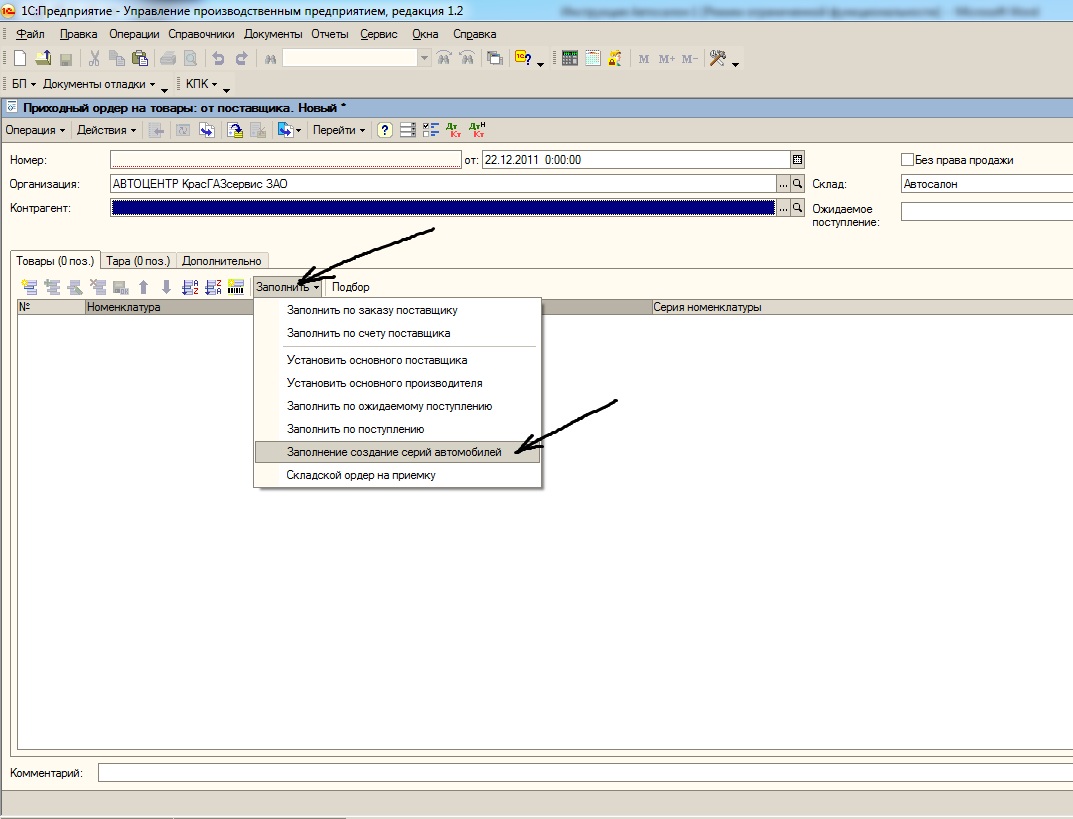 1С:Предприятие - Управление производственным предприятием, редакция 1.2
Файл Правка Операции Справочники Документы Отчеты Сервис Окна Справка
M M+ M-
БП Документы отладки КПК
Приходный ордер на товары: от поставщика. Новый *
Операция Действия Перейти ? Дт Кт Дт Кт Н
Номер: от: 22.12.2011 0:00:00 Без права продажи
Организация: АВТОЦЕНТР КрасГАЗсервис ЗАО ... Склад: Автосалон
Контрагент: ... Ожидаемое
поступление:
Товары (0 поз.) Тара (0 поз.) Дополнительно
Заполнить Подбор
№ Номенклатура Серия номенклатуры
Заполнить по заказу поставщику
Заполнить по счету поставщика
Установить основного поставщика
Установить основного производителя
Заполнить по ожидаемому поступлению
Заполнить по поступлению
Заполнение создание серий автомобилей
Складской ордер на приемку
Комментарий: